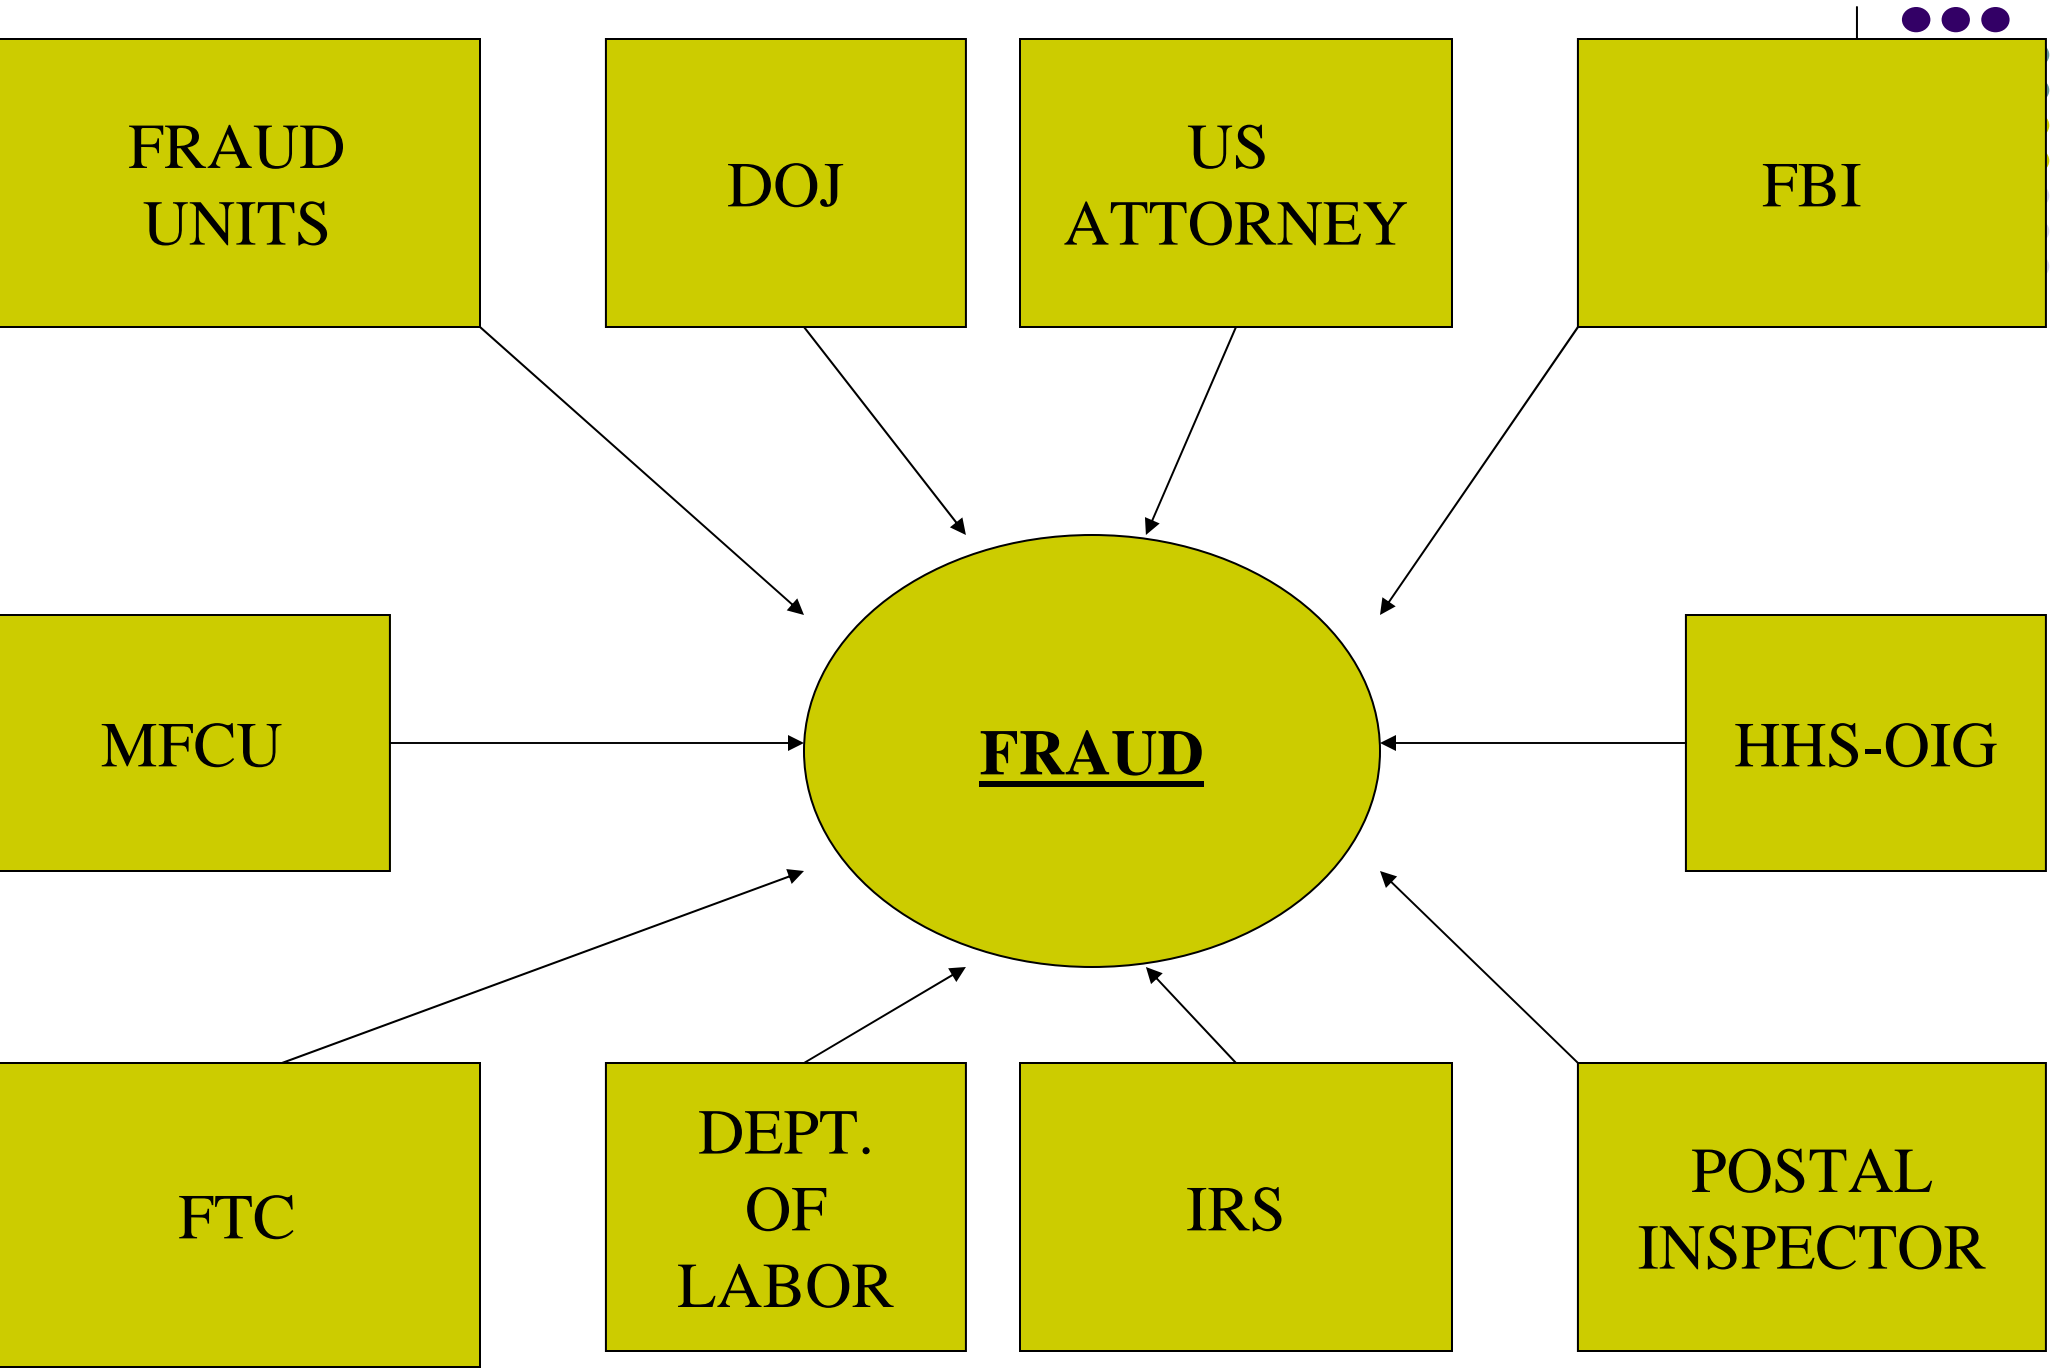 FRAUD
UNITS
DOJ
US
ATTORNEY
FBI
MFCU
FRAUD
HHS-OIG
FTC
DEPT.
OF
LABOR
IRS
POSTAL
INSPECTOR